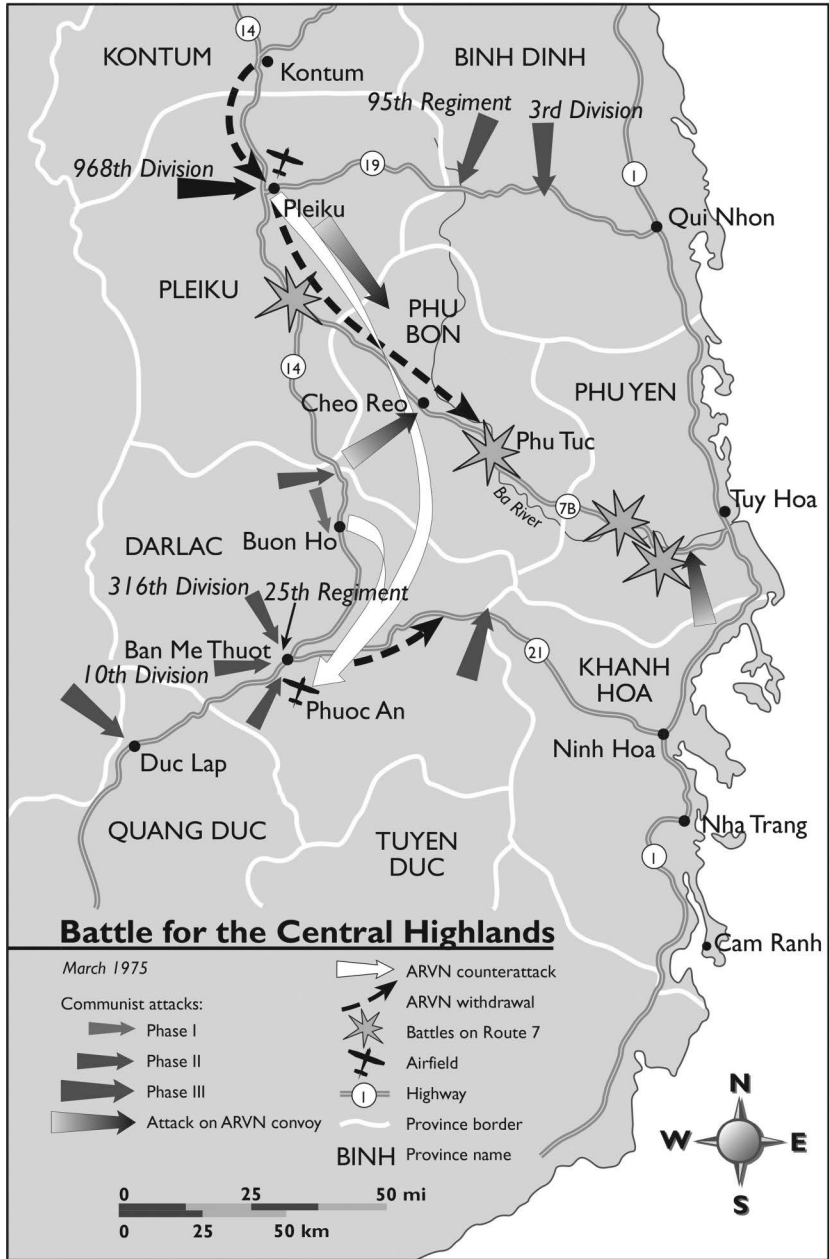 14
KONTUM
BINH DINH
Kontum
95th Regiment
3rd Division
968th Division
19
1
Pleiku
Qui Nhon
PLEIKU
PHU
BON
14
PHU YEN
Cheo Reo
Phu Tuc
Ba River
7B
Tuy Hoa
Buon Ho
DARLAC
316th Division
25th Regiment
Ban Me Thuot
10th Division
21
KHANH
HOA
Phuoc An
Ninh Hoa
Duc Lap
QUANG DUC
TUYEN
DUC
Nha Trang
1
Cam Ranh
Battle for the Central Highlands
March 1975
Communist attacks:
Phase I
Phase II
Phase III
Attack on ARVN convoy
ARVN counterattack
ARVN withdrawal
Battles on Route 7
Airfield
1 Highway
Province border
BINH Province name
0 25 50 mi
0 25 50 km
N
W E
S